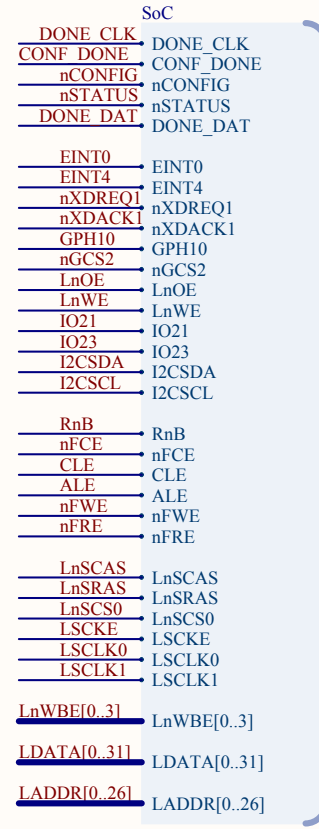 SoC
DONE_CLK DONE_CLK
CONF_DONE CONF_DONE
nCONFIG nCONFIG
nSTATUS nSTATUS
DONE_DAT DONE_DAT
EINT0 EINT0
EINT4 EINT4
nXDREQ1 nXDREQ1
nXDACK1 nXDACK1
GPH10 GPH10
nGCS2 nGCS2
LnOE LnOE
LnWE LnWE
IO21 IO21
IO23 IO23
I2CSDA I2CSDA
I2CSCL I2CSCL
RnB RnB
nFCE nFCE
CLE CLE
ALE ALE
nFWE nFWE
nFRE nFRE
LnSCAS LnSCAS
LnSRAS LnSRAS
LnSCS0 LnSCS0
LSCKE LSCKE
LSCLK0 LSCLK0
LSCLK1 LSCLK1
LnWBE[0..3] LnWBE[0..3]
LDATA[0..31] LDATA[0..31]
LADDR[0..26] LADDR[0..26]